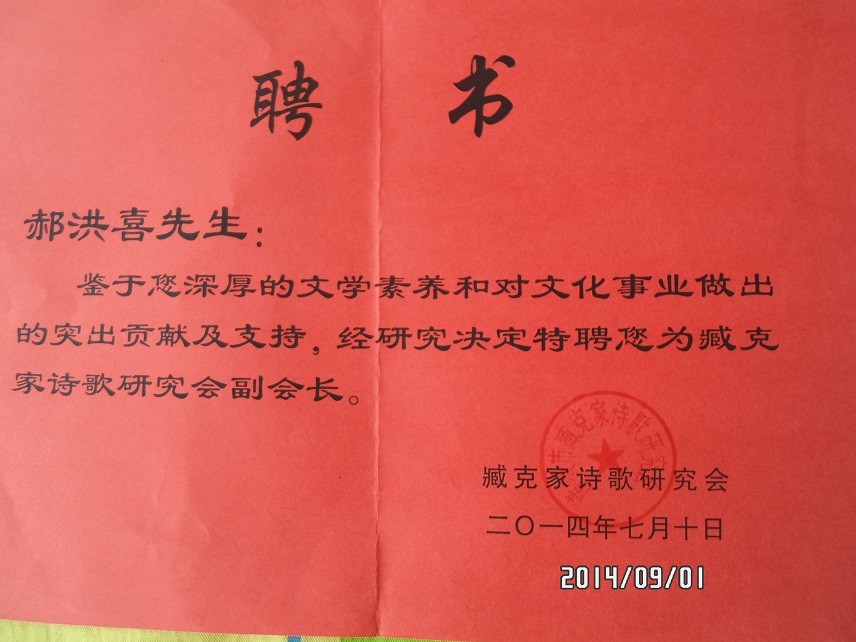 聘 书
郝洪喜先生：
鉴于您深厚的文学素养和对文化事业做出
的突出贡献及支持，经研究决定特聘您为臧克
家诗歌研究会副会长。
臧克家诗歌研究会
二〇一四年七月十日
2014/09/01